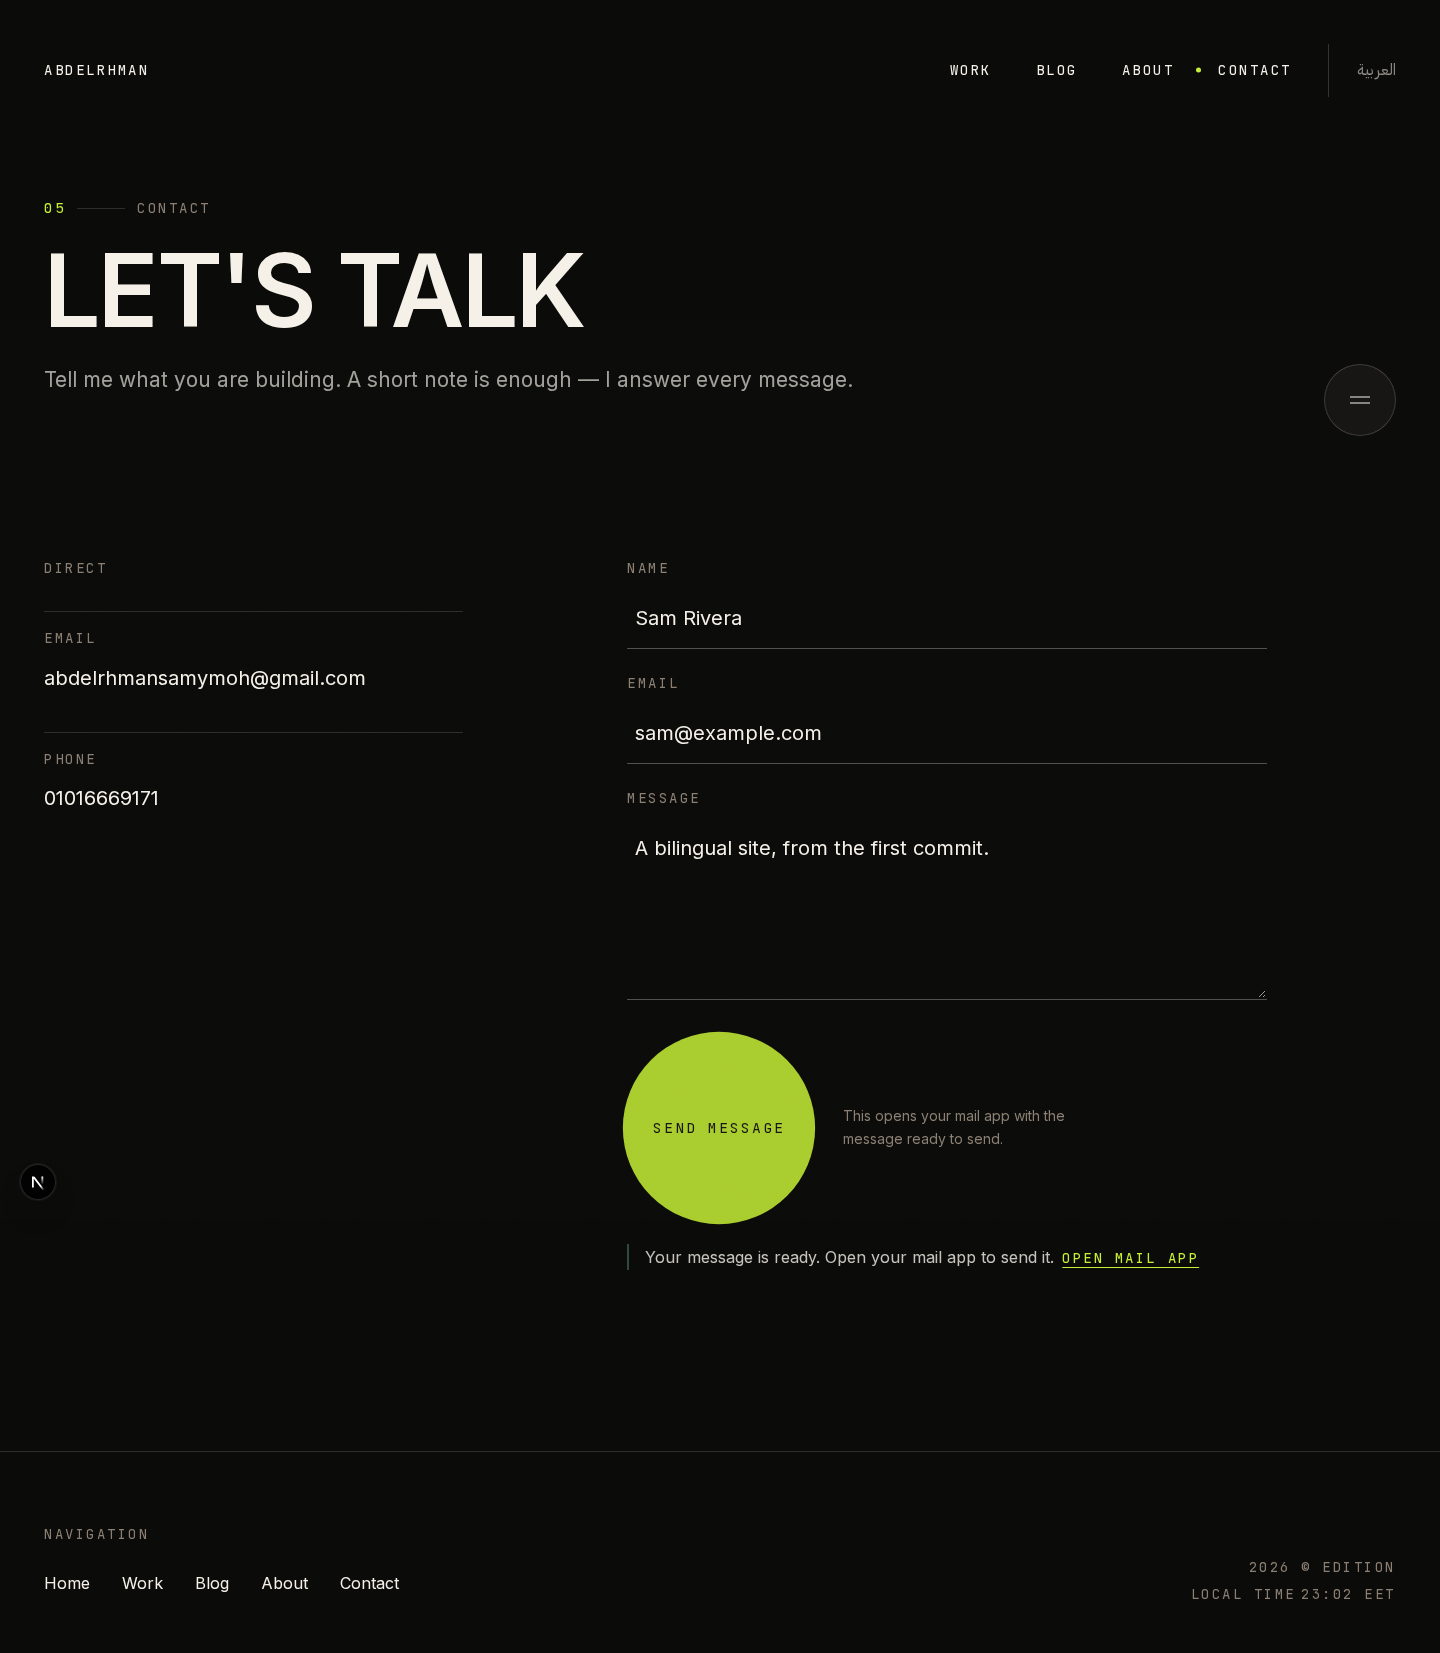 ABDELRHMAN
WORK BLOG ABOUT CONTACT العربية
05 CONTACT
LET'S TALK
Tell me what you are building. A short note is enough — I answer every message.
DIRECT
EMAIL
abdelrhmansamymoh@gmail.com
PHONE
01016669171
NAME
Sam Rivera
EMAIL
sam@example.com
MESSAGE
A bilingual site, from the first commit.
SEND MESSAGE
This opens your mail app with the
message ready to send.
N
Your message is ready. Open your mail app to send it. OPEN MAIL APP
NAVIGATION
Home Work Blog About Contact
2026 © EDITION
LOCAL TIME 23:02 EET